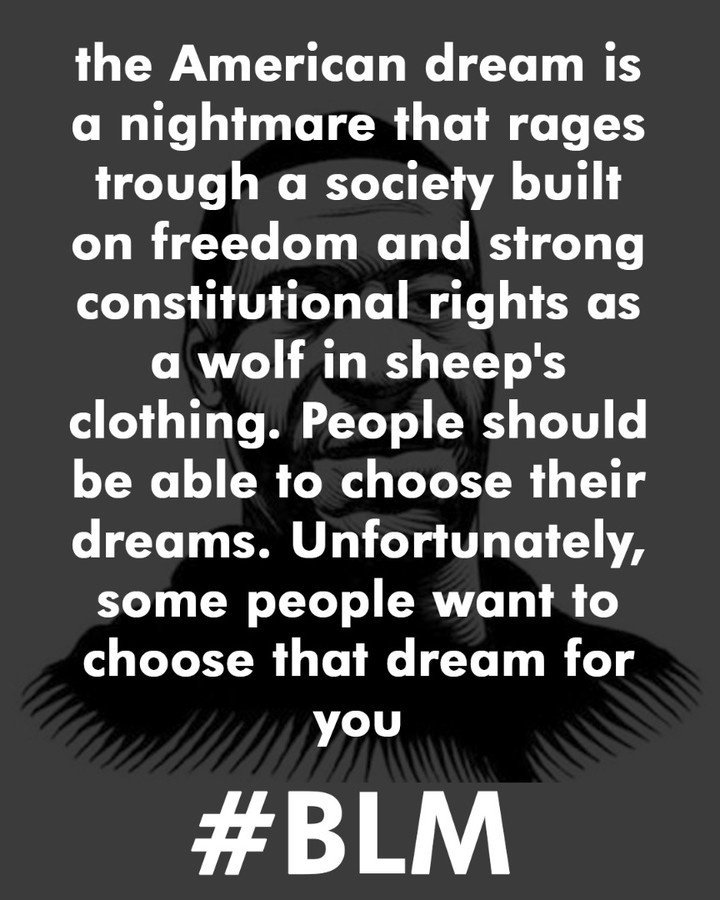 the American dream is
a nightmare that rages
trough a society built
on freedom and strong
constitutional rights as
a wolf in sheep's
clothing. People should
be able to choose their
dreams. Unfortunately,
some people want to
choose that dream for
you
#BLM